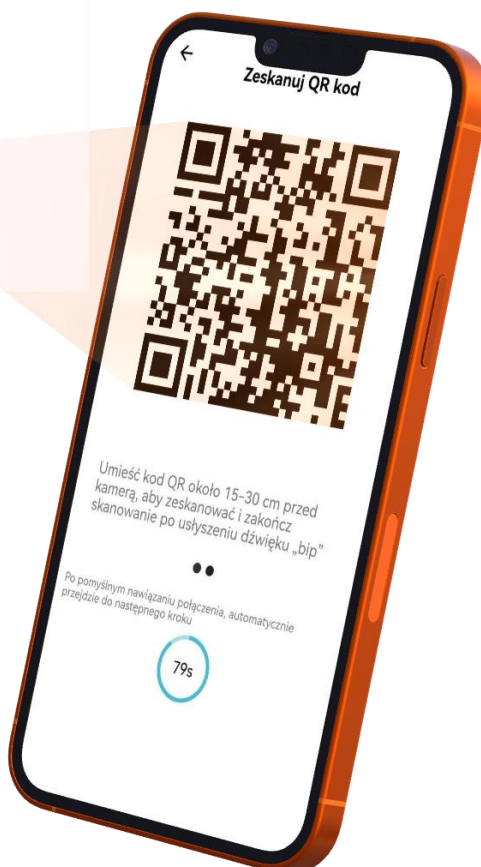 Zeskanuj QR kod
Umieść kod QR około 15-30 cm przed
kamerą, aby zeskanować i zakończ
skanowanie po usłyszeniu dźwięku „bip”
Po pomyślnym nawiązaniu połączenia, automatycznie
przejdzie do następnego kroku
79s